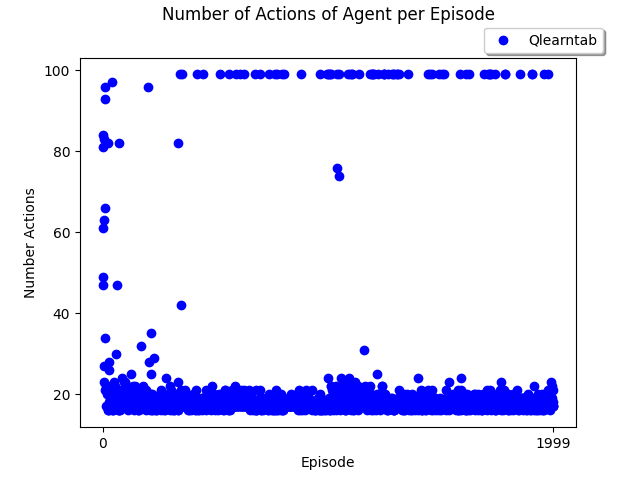 Number of Actions of Agent per Episode
Qlearntab
100
80
60
40
20
Number Actions
0
1999
Episode